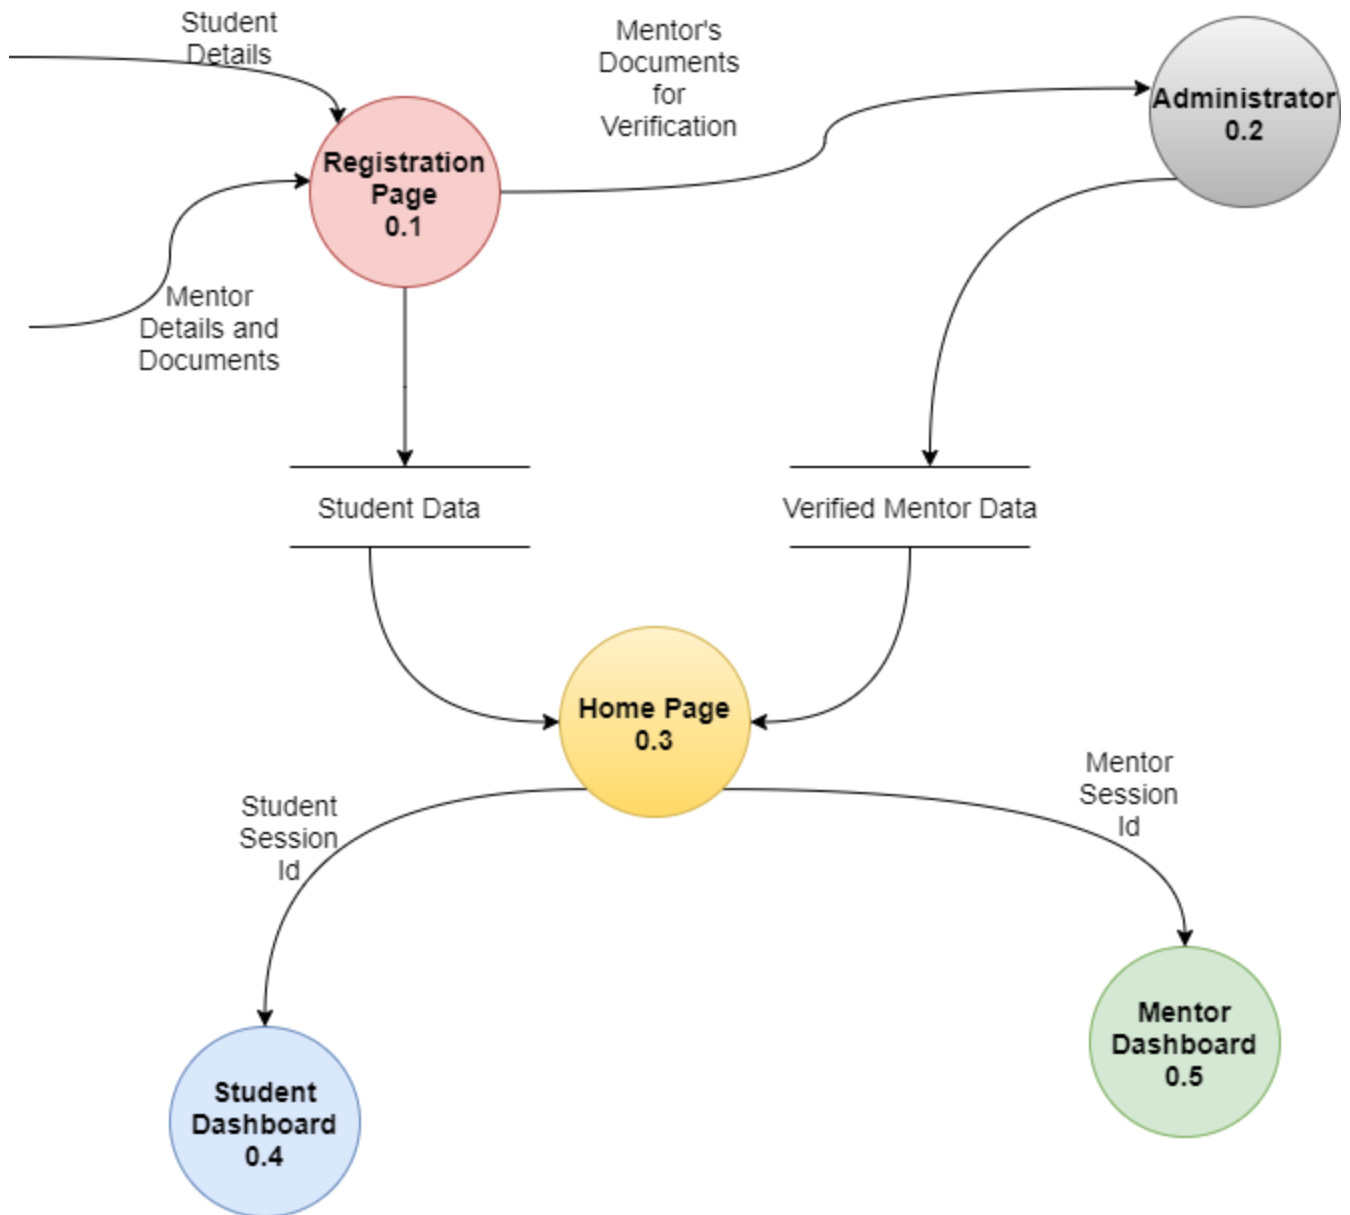 Student
Details
Mentor's
Documents
for
Verification
Administrator
0.2
Registration
Page
0.1
Mentor
Details and
Documents
Student Data
Verified Mentor Data
Home Page
0.3
Student
Session
Id
Mentor
Session
Id
Student
Dashboard
0.4
Mentor
Dashboard
0.5